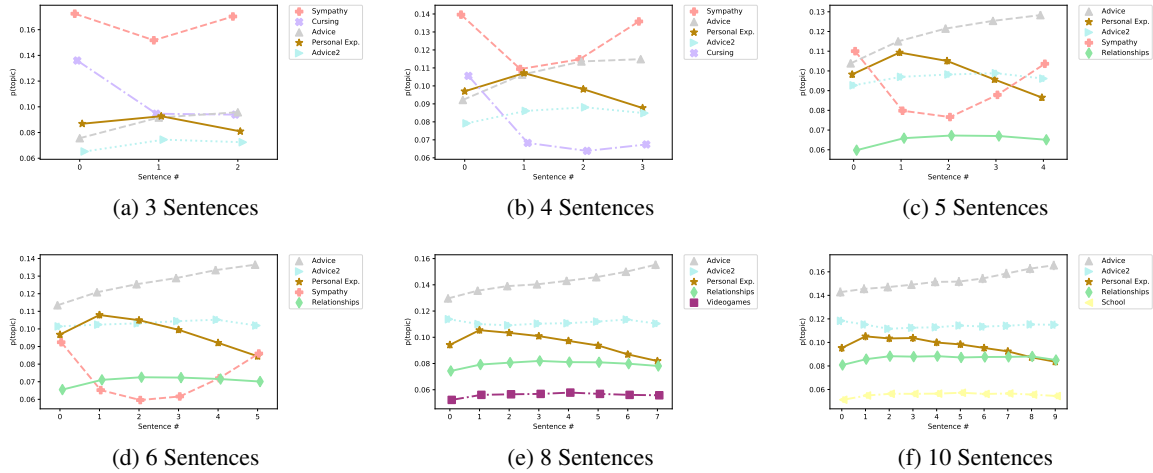 Sympathy
Cursing
Advice
Personal Exp.
Advice2
p(topic)
0.16
0.14
0.12
0.10
0.08
0.06
0 1 2
Sentence #
(a) 3 Sentences
Sympathy
Advice
Personal Exp.
Advice2
Cursing
p(topic)
0.14
0.13
0.12
0.11
0.10
0.09
0.08
0.07
0.06
0 1 2 3
Sentence #
(b) 4 Sentences
Advice
Personal Exp.
Advice2
Sympathy
Relationships
p(topic)
0.13
0.12
0.11
0.10
0.09
0.08
0.07
0.06
0 1 2 3 4
Sentence #
(c) 5 Sentences
Advice
Advice2
Personal Exp.
Sympathy
Relationships
p(topic)
0.14
0.13
0.12
0.11
0.10
0.09
0.08
0.07
0.06
0 1 2 3 4 5
Sentence #
(d) 6 Sentences
Advice
Advice2
Personal Exp.
Relationships
Videogames
p(topic)
0.16
0.14
0.12
0.10
0.08
0.06
0 1 2 3 4 5 6 7
Sentence #
(e) 8 Sentences
Advice
Advice2
Personal Exp.
Relationships
School
p(topic)
0.16
0.14
0.12
0.10
0.08
0.06
0 1 2 3 4 5 6 7 8 9
Sentence #
(f) 10 Sentences